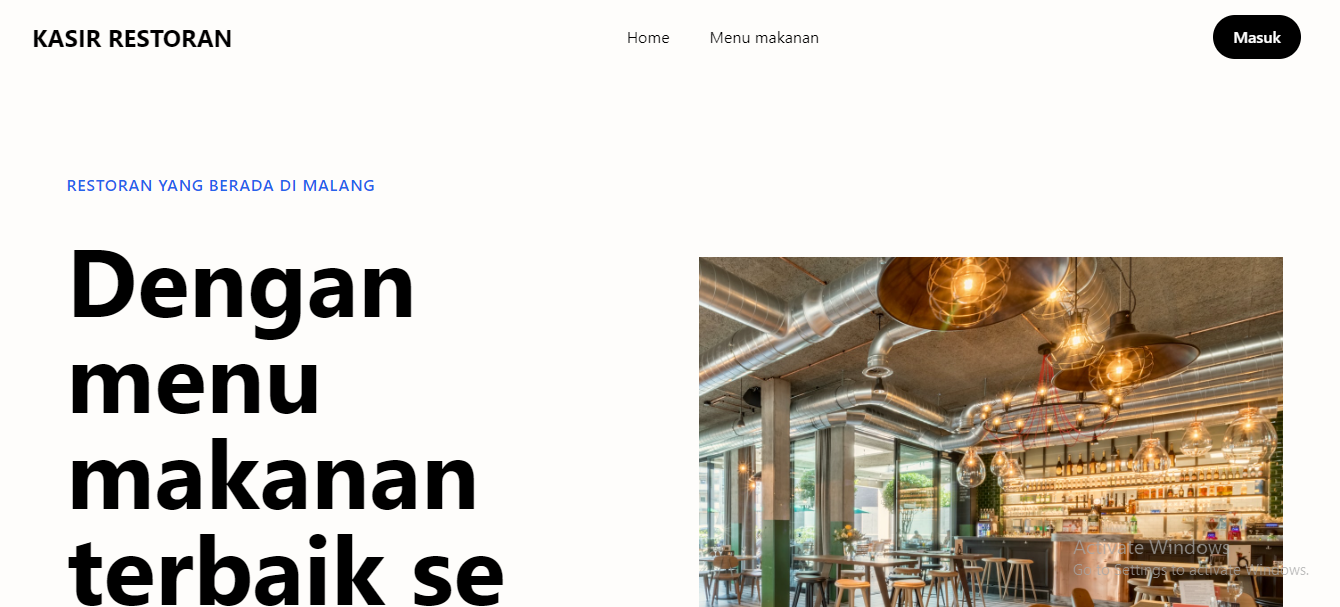 KASIR RESTORAN
Home
Menu makanan
Masuk
RESTORAN YANG BERADA DI MALANG
Dengan
menu
makanan
terbaik se
Activate Windows
Go to Settings to activate Windows.